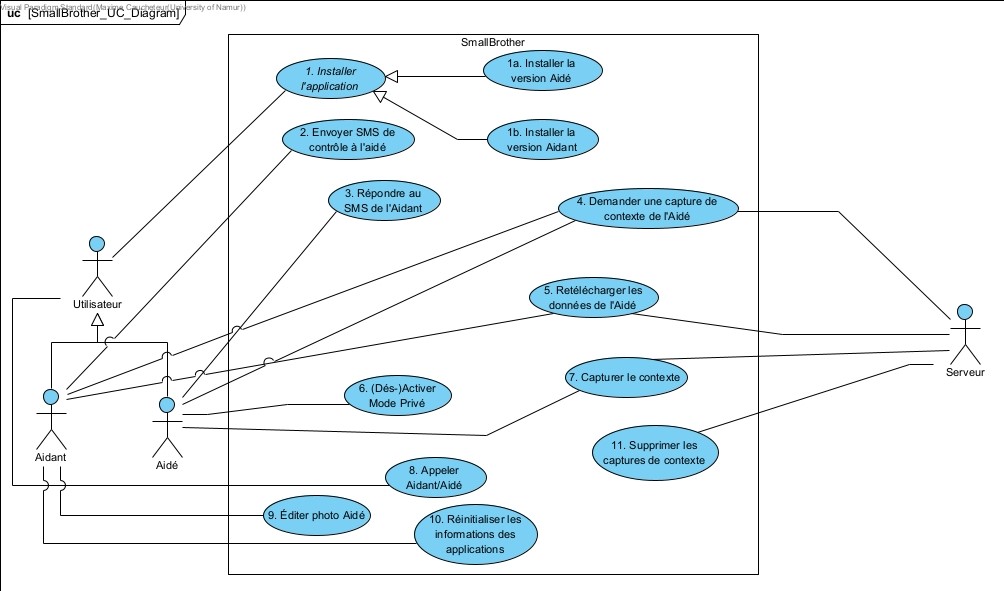 Visual Paradigm Standard(Maxime Caucheteur(University of Namur))
uc [SmallBrother_UC_Diagram]
SmallBrother
1. Installer
l'application
1a. Installer la
version Aidé
2. Envoyer SMS de
contrôle à l'aidé
1b. Installer la
version Aidant
3. Répondre au
SMS de l'Aidant
4. Demander une capture de
contexte de l'Aidé
Utilisateur
5. Retélécharger les
données de l'Aidé
Serveur
7. Capturer le contexte
6. (Dés-)Activer
Mode Privé
Aidant
Aidé
11. Supprimer les
captures de contexte
8. Appeler
Aidant/Aidé
9. Éditer photo Aidé
10. Réinitialiser les
informations des
applications